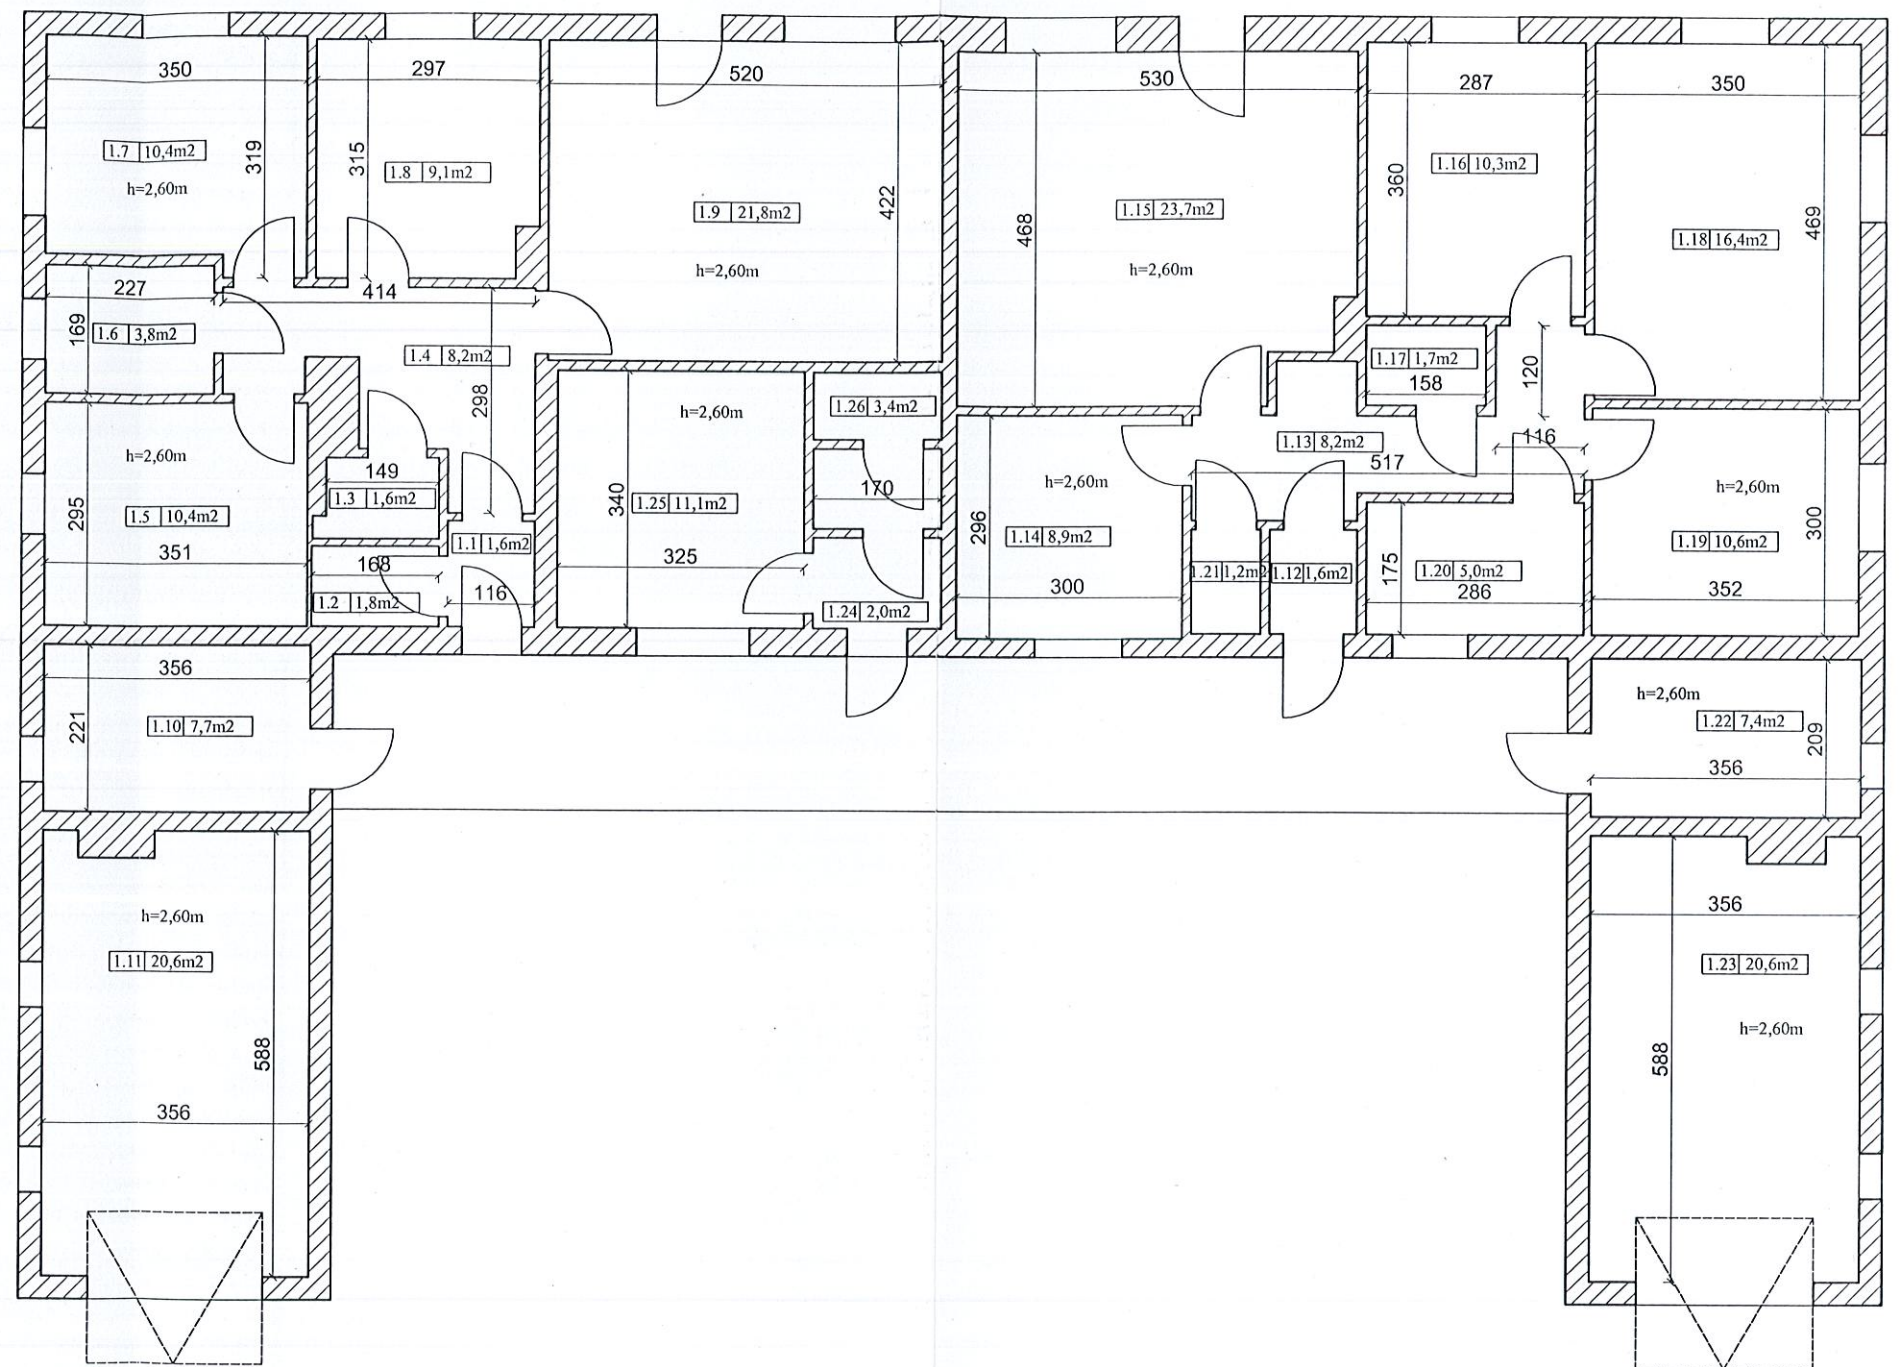 350
297
520
530
287
350
1.7 10,4m2
h=2,60m
319
315
1.8 9,1m2
1.9 21,8m2
422
h=2,60m
468
1.15 23,7m2
h=2,60m
360
1.16 10,3m2
1.18 16,4m2
469
227
414
169
1.6 3,8m2
1.4 8,2m2
298
1.17 1,7m2
158
120
h=2,60m
1.26 3,4m2
1.13 8,2m2
116
517
h=2,60m
295
1.5 10,4m2
351
149
1.3 1,6m2
1.1 1,6m2
168
1.2 1,8m2
116
340
1.25 11,1m2
325
170
1.24 2,0m2
h=2,60m
296
1.14 8,9m2
300
1.21 1,2m2
1.12 1,6m2
175
1.20 5,0m2
286
h=2,60m
1.19 10,6m2
300
352
356
221
1.10 7,7m2
h=2,60m
1.22 7,4m2
209
356
h=2,60m
1.11 20,6m2
588
356
356
1.23 20,6m2
h=2,60m
588